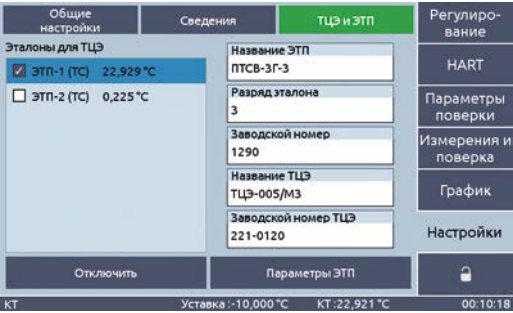 Общие
настройки
Сведения
ТЦЭ и ЭТП
Регулиро-
вание
Эталоны для ТЦЭ
ЭТП-1 (ТС) 22,929 °C
ЭТП-2 (ТС) 0,225 °C
Название ЭТП
ПТСВ-3Г-3
Разряд эталона
3
Заводской номер
1290
Название ТЦЭ
ТЦЭ-005/М3
Заводской номер ТЦЭ
221-0120
HART
Параметры
поверки
Измерения и
поверка
График
Настройки
Отключить
Параметры ЭТП
КТ
Уставка :-10,000 °C
КТ :22,921 °C
00:10:18